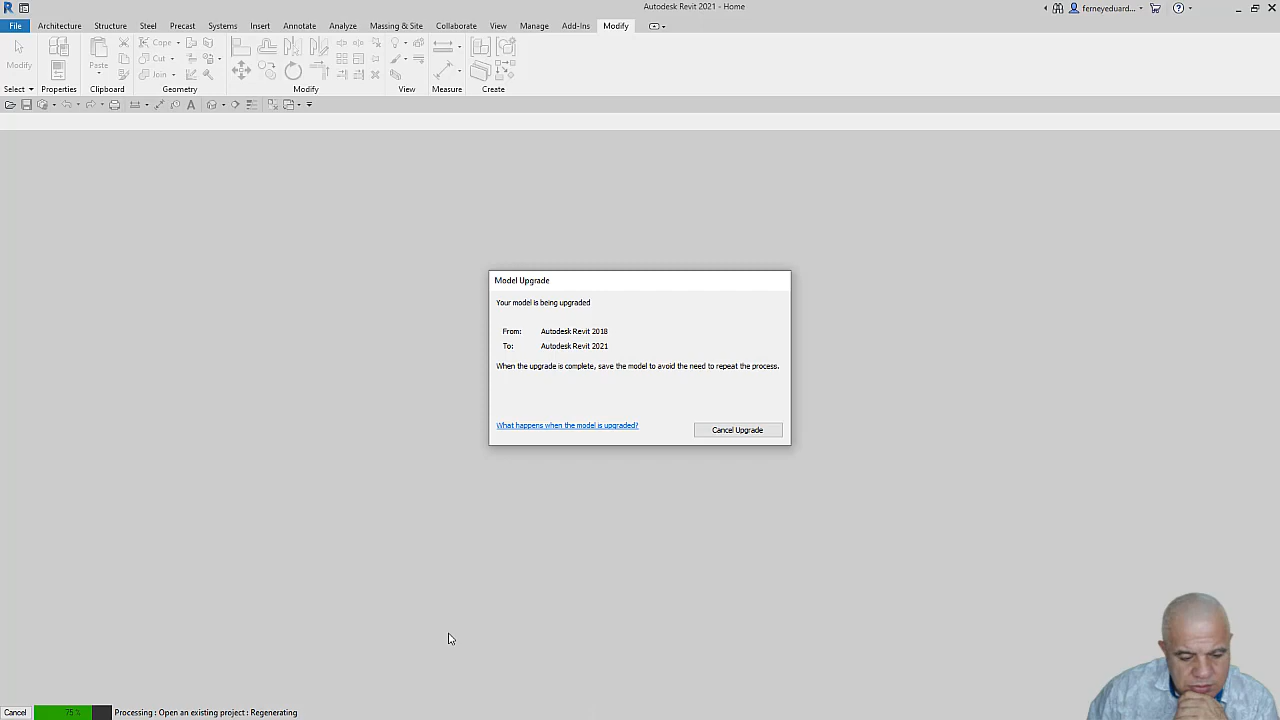 Autodesk Revit 2021 - Home
ferneyeduard...
File Architecture Structure Steel Precast Systems Insert Annotate Analyze Massing & Site Collaborate View Manage Add-Ins Modify
Cope
Cut
Join
Modify
Paste
Select Properties Clipboard Geometry Modify View Measure Create
Model Upgrade
Your model is being upgraded
From: Autodesk Revit 2018
To: Autodesk Revit 2021
When the upgrade is complete, save the model to avoid the need to repeat the process.
What happens when the model is upgraded?
Cancel Upgrade
Cancel 75 % Processing : Open an existing project : Regenerating